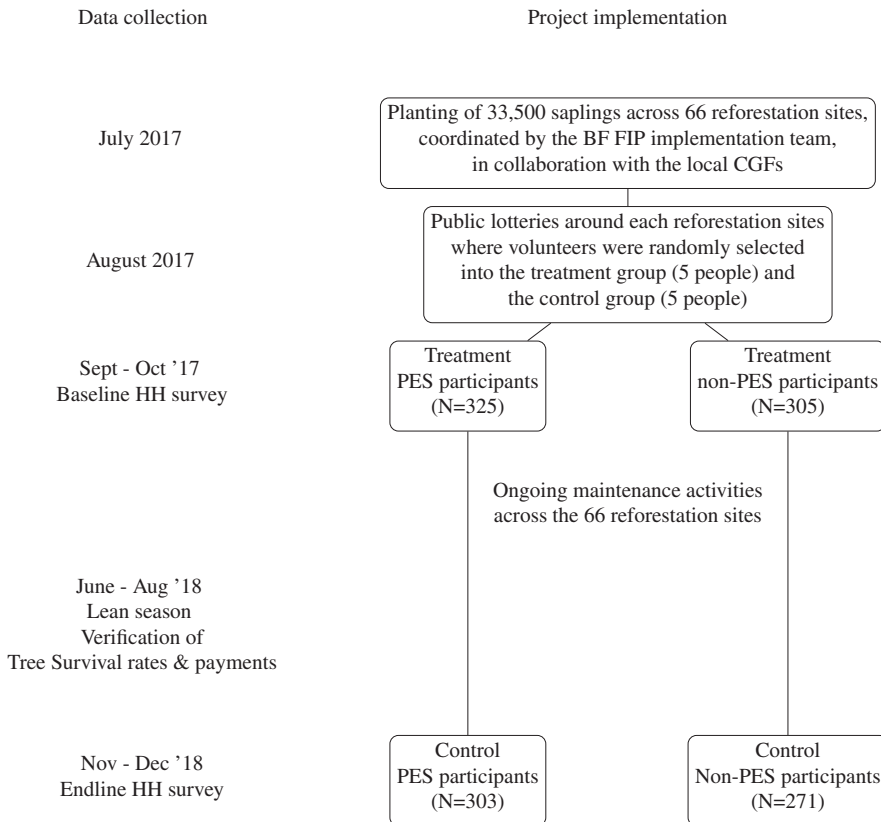 Data collection
Project implementation
July 2017
Planting of 33,500 saplings across 66 reforestation sites,
coordinated by the BF FIP implementation team,
in collaboration with the local CGFs
August 2017
Public lotteries around each reforestation sites
where volunteers were randomly selected
into the treatment group (5 people) and
the control group (5 people)
Sept - Oct ’17
Baseline HH survey
Treatment
PES participants
(N=325)
Treatment
non-PES participants
(N=305)
Ongoing maintenance activities
across the 66 reforestation sites
June - Aug ’18
Lean season
Verification of
Tree Survival rates & payments
Nov - Dec ’18
Endline HH survey
Control
PES participants
(N=303)
Control
Non-PES participants
(N=271)